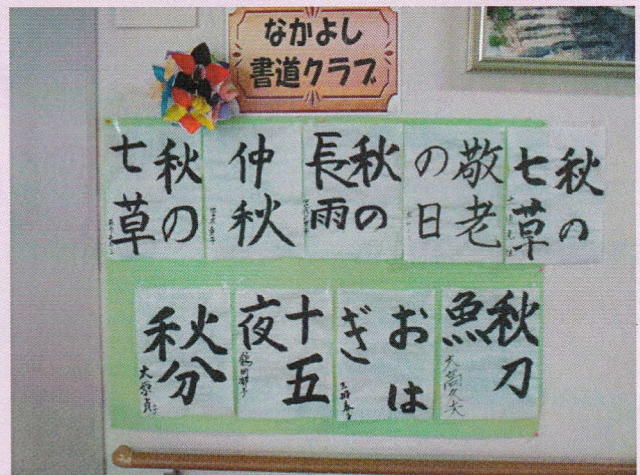 なかよし
書道クラブ
秋の
七草
敬老
の日
秋の
長雨
仲秋
秋の
七草
秋刀
魚
おは
ぎ
十五
夜
秋分